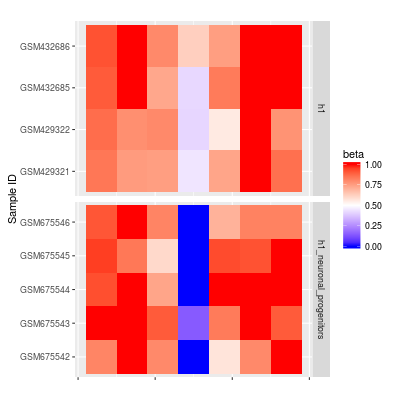 GSM432686
GSM432685
GSM429322
GSM429321
h1
GSM675546
GSM675545
GSM675544
GSM675543
GSM675542
h1_neuronal_progenitors
Sample ID
beta
1.00
0.75
0.50
0.25
0.00